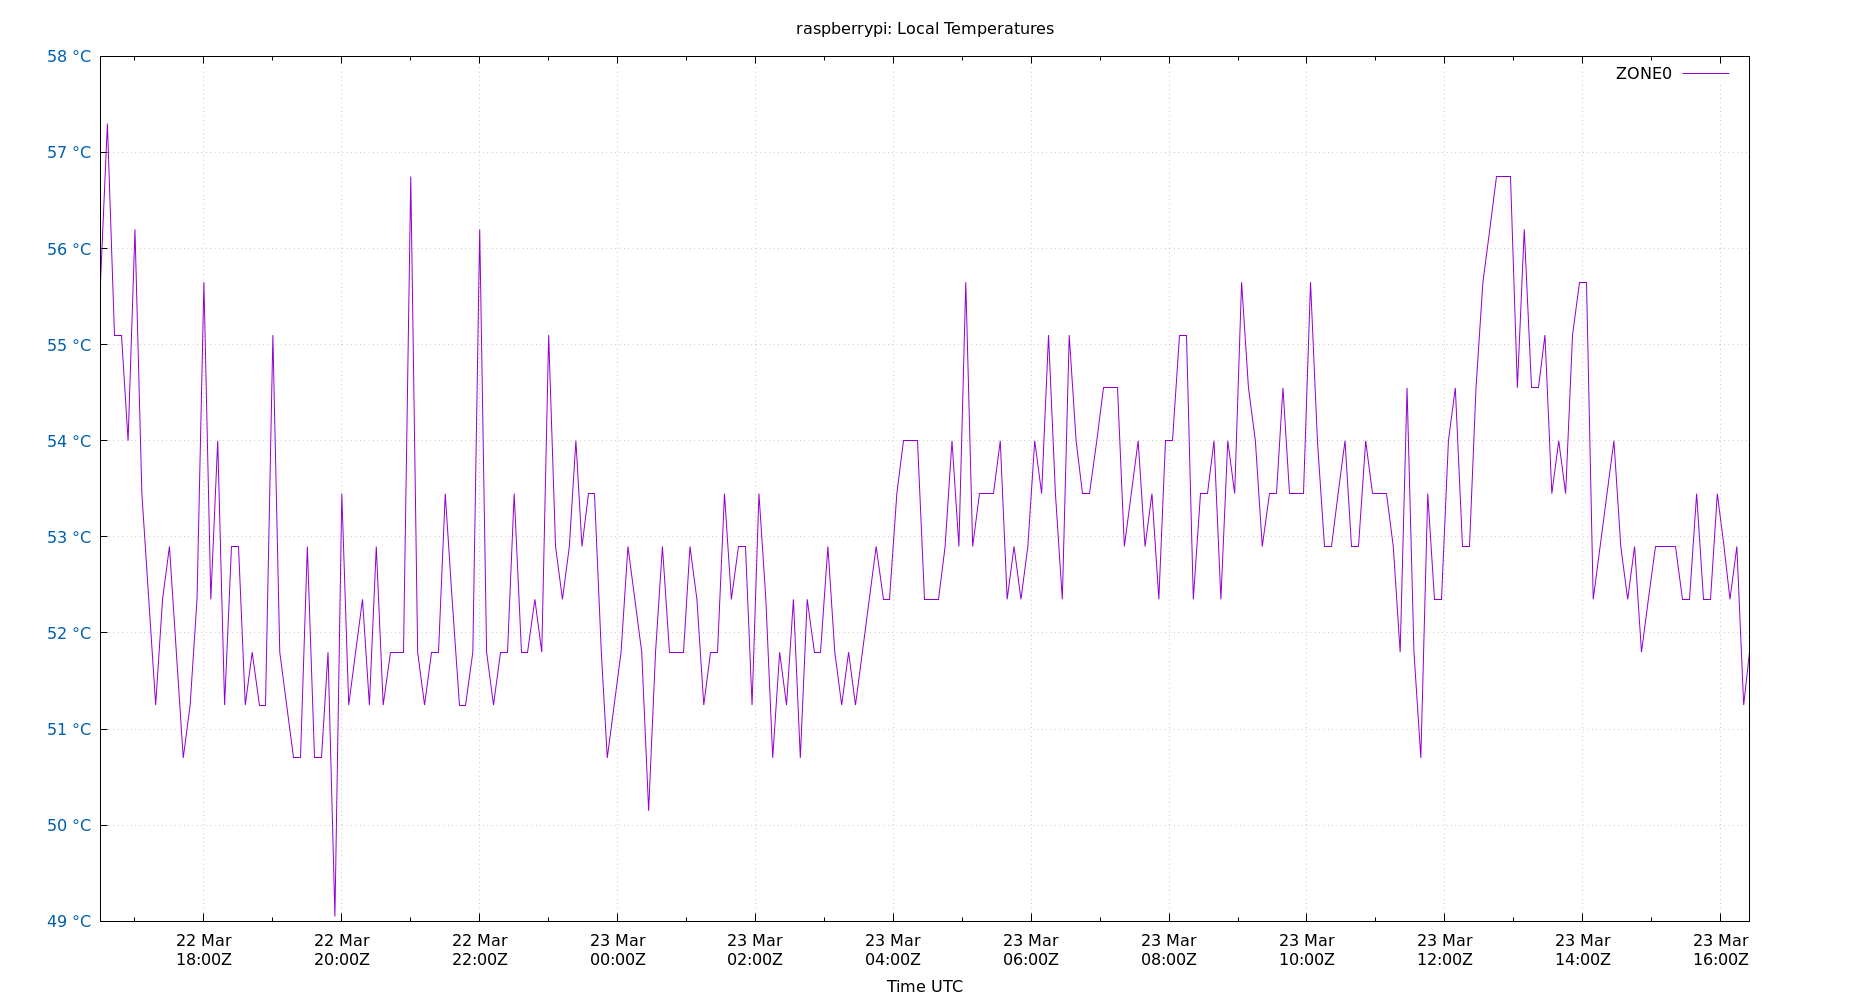 raspberrypi: Local Temperatures
58 °C
ZONE0
57 °C
56 °C
55 °C
54 °C
53 °C
52 °C
51 °C
50 °C
49 °C
22 Mar 22 Mar 22 Mar 23 Mar 23 Mar 23 Mar 23 Mar 23 Mar 23 Mar 23 Mar 23 Mar 23 Mar
18:00Z 20:00Z 22:00Z 00:00Z 02:00Z 04:00Z 06:00Z 08:00Z 10:00Z 12:00Z 14:00Z 16:00Z
Time UTC